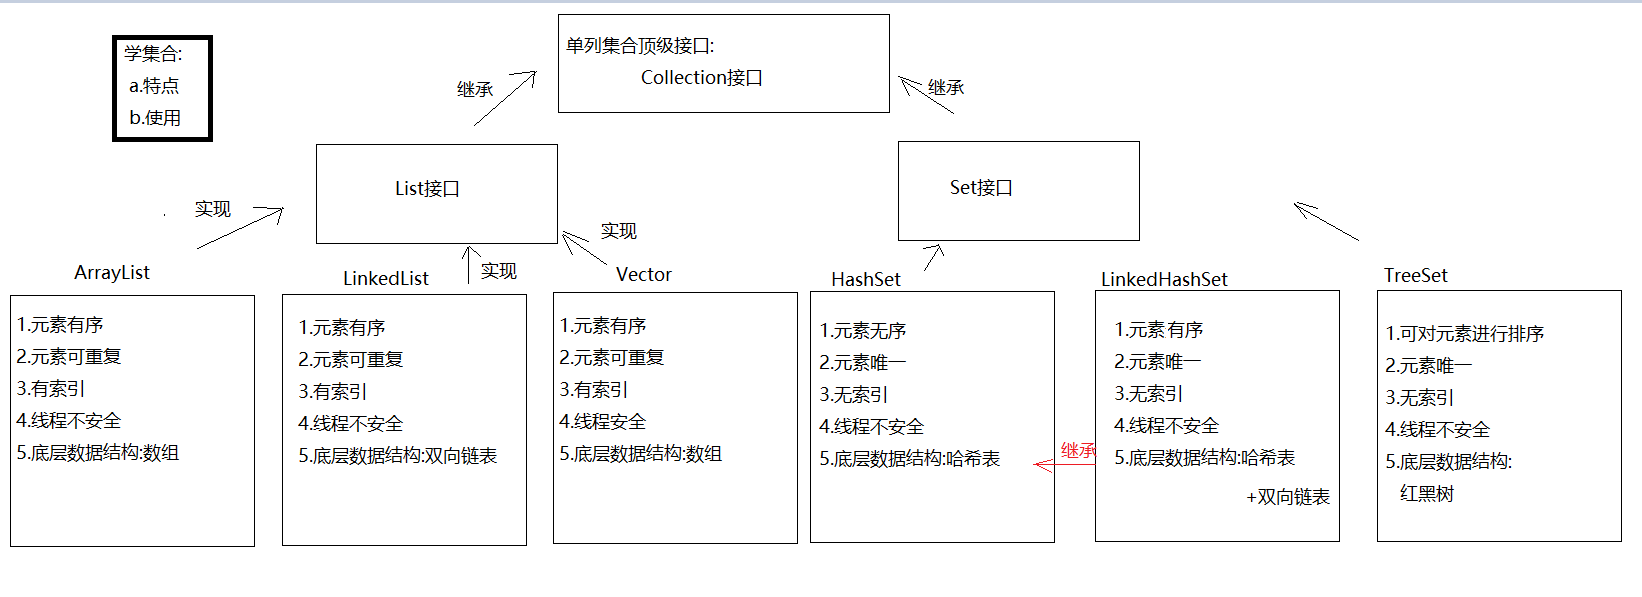 学集合:
a.特点
b.使用
单列集合顶级接口:
Collection接口
继承
继承
List接口
Set接口
实现
实现
实现
ArrayList
1.元素有序
2.元素可重复
3.有索引
4.线程不安全
5.底层数据结构:数组
LinkedList
1.元素有序
2.元素可重复
3.有索引
4.线程不安全
5.底层数据结构:双向链表
Vector
1.元素有序
2.元素可重复
3.有索引
4.线程安全
5.底层数据结构:数组
HashSet
1.元素无序
2.元素唯一
3.无索引
4.线程不安全
5.底层数据结构:哈希表
继承
LinkedHashSet
1.元素有序
2.元素唯一
3.无索引
4.线程不安全
5.底层数据结构:哈希表
+双向链表
TreeSet
1.可对元素进行排序
2.元素唯一
3.无索引
4.线程不安全
5.底层数据结构:
红黑树